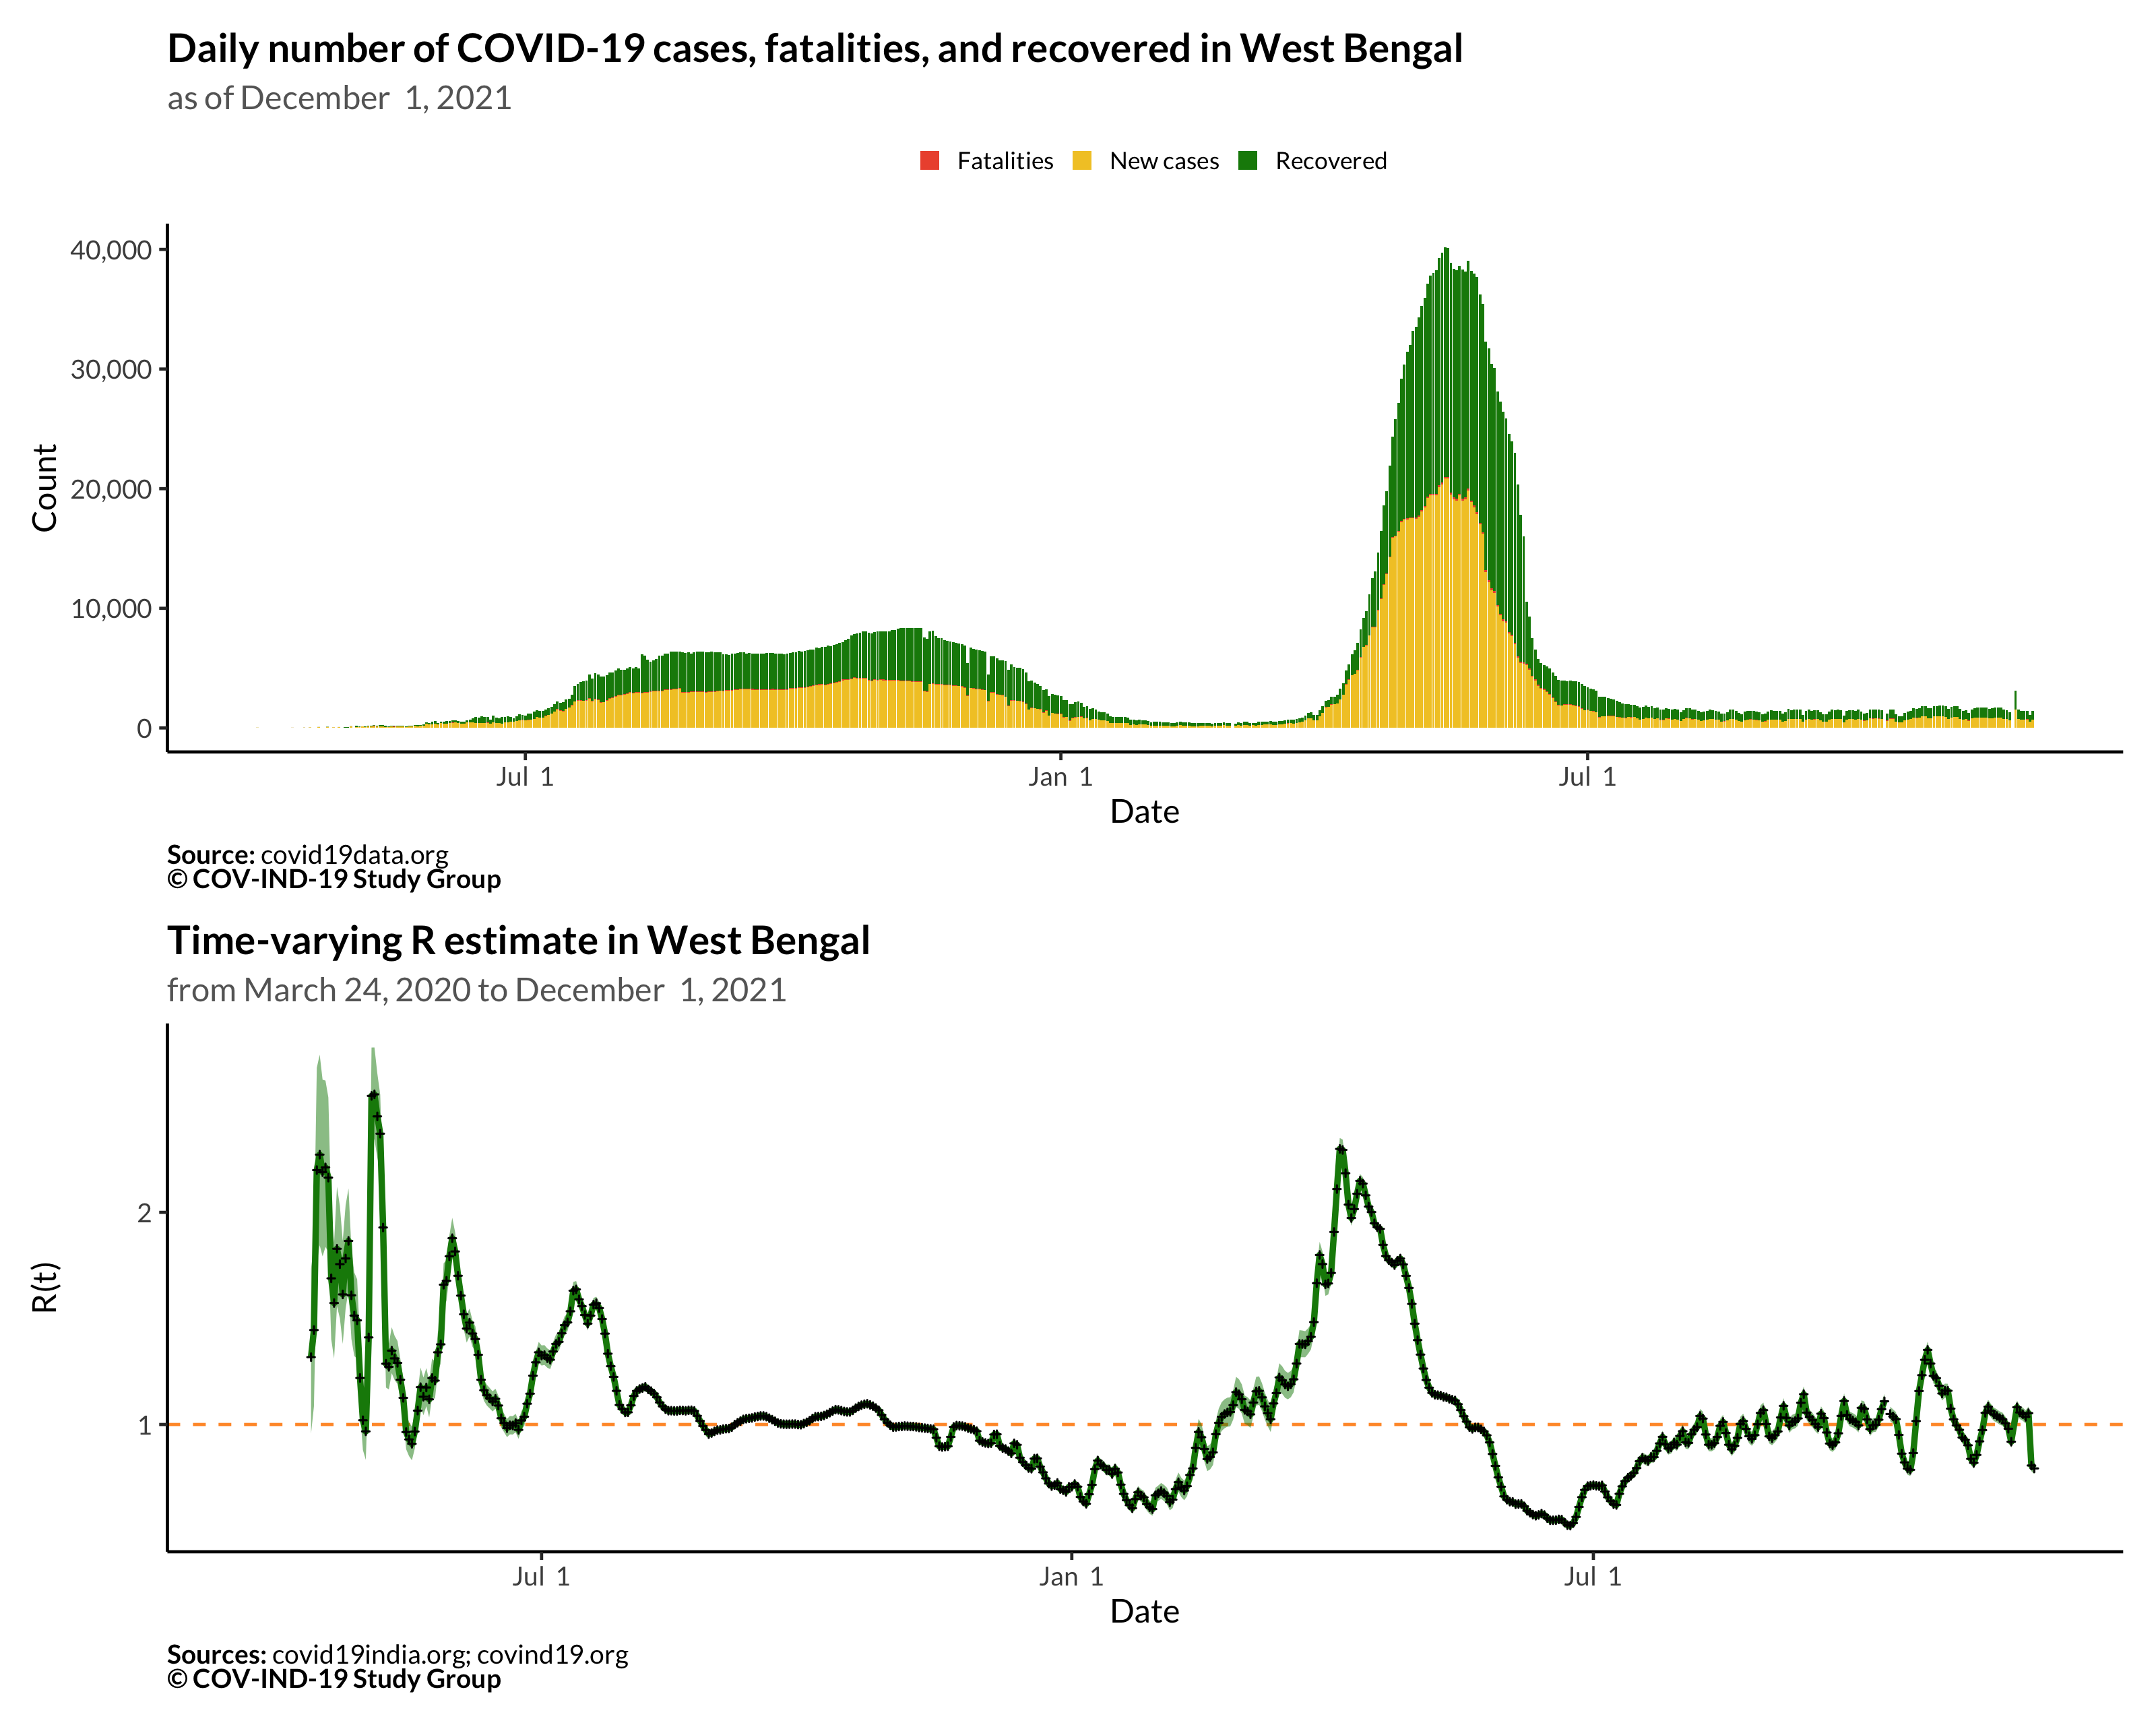 Daily number of COVID-19 cases, fatalities, and recovered in West Bengal
as of December  1, 2021
Fatalities New cases Recovered
40,000
30,000
20,000
10,000
0
Count
Jul  1 Jan  1 Jul  1
Date
Source: covid19data.org
© COV-IND-19 Study Group
Time-varying R estimate in West Bengal
from March 24, 2020 to December  1, 2021
2
1
R(t)
Jul  1 Jan  1 Jul  1
Date
Sources: covid19india.org; covind19.org
© COV-IND-19 Study Group